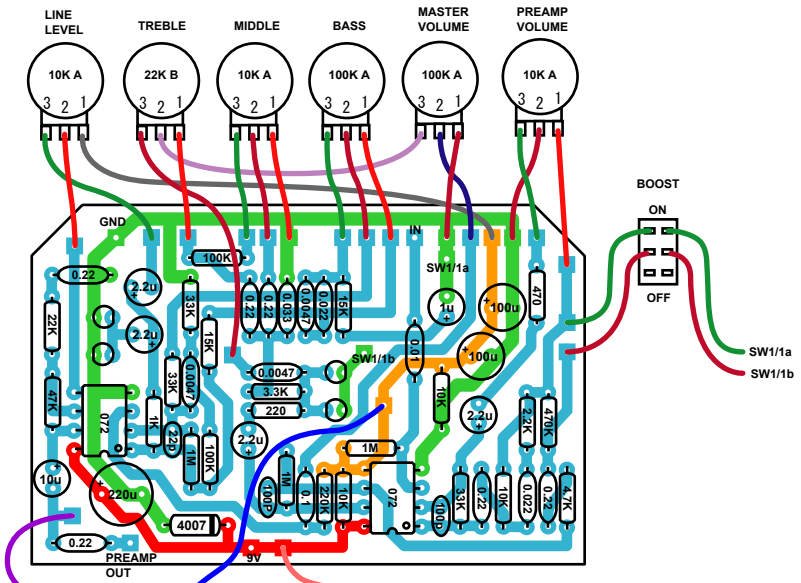 LINE
LEVEL
TREBLE
MIDDLE
BASS
MASTER
VOLUME
PREAMP
VOLUME
10K A
22K B
10K A
100K A
100K A
10K A
3 2 1
3 2 1
3 2 1
3 2 1
3 2 1
3 2 1
BOOST
ON
OFF
SW1/1a
SW1/1b
GND
IN
100K
SW1/1a
0.22
2.2u
+
33K
0.22
0.22
0.033
0.0047
0.022
15K
1u
+
+
100u
470
22K
2.2u
+
15K
SW1/1b
0.01
+
100u
33K
0.0047
0.0047
3.3K
220
10K
2.2u
+
2.2K
470K
47K
072
1K
22p
1M
100K
2.2u
+
1M
10u
+
+
220u
100P
1M
0.1
220K
10K
072
100p
33K
0.22
10K
0.022
0.22
4.7K
4007
0.22
PREAMP
OUT
9V